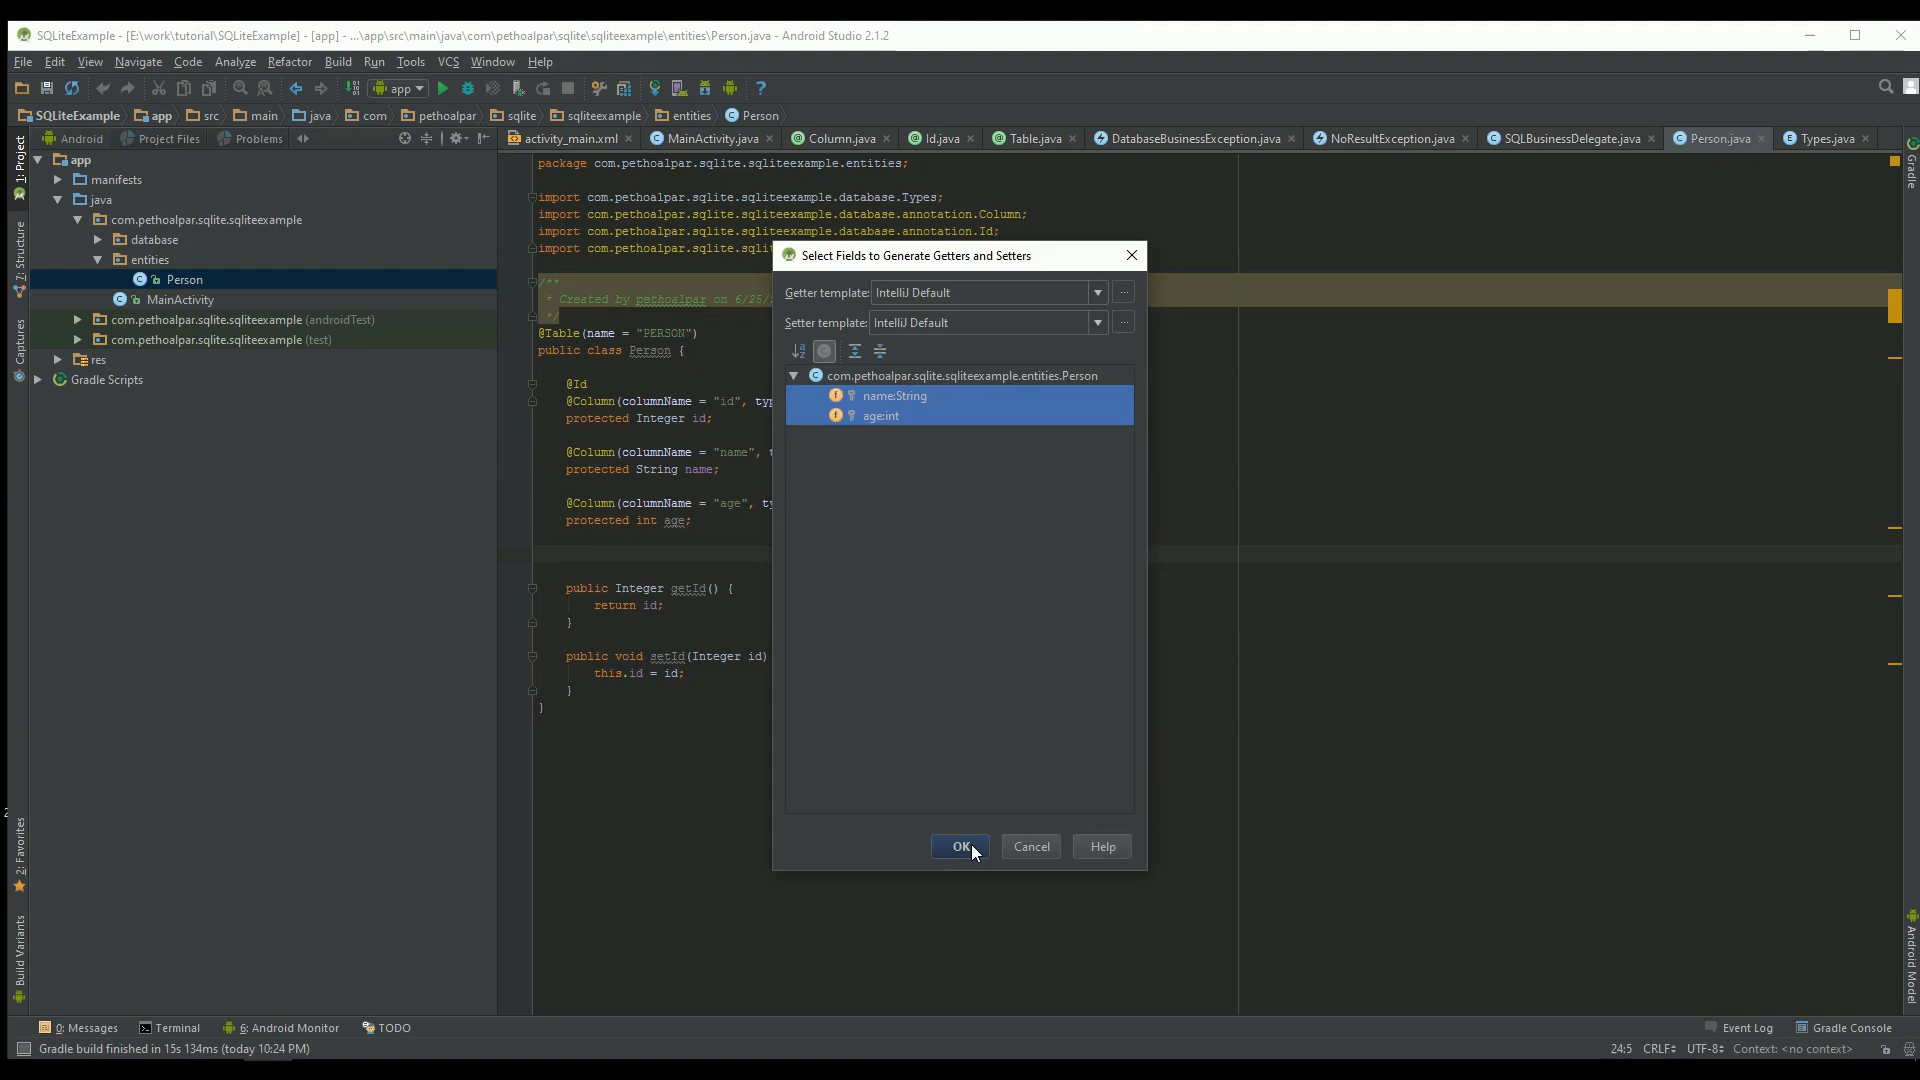 SQLiteExample - [E:\work\tutorial\SQLiteExample] - [app] - ...\app\src\main\java\com\pethoalpar\sqlite\sqliteexample\entities\Person.java - Android Studio 2.1.2
File Edit View Navigate Code Analyze Refactor Build Run Tools VCS Window Help
app
SQLiteExample app src main java com pethoalpar sqlite sqliteexample entities Person
Android Project Files Problems
activity_main.xml MainActivity.java Column.java Id.java Table.java DatabaseBusinessException.java NoResultException.java SQLBusinessDelegate.java Person.java Types.java
1: Project
7: Structure
Captures
2: Favorites
Build Variants
app
manifests
java
com.pethoalpar.sqlite.sqliteexample
database
entities
Person
MainActivity
com.pethoalpar.sqlite.sqliteexample (androidTest)
com.pethoalpar.sqlite.sqliteexample (test)
res
Gradle Scripts
package com.pethoalpar.sqlite.sqliteexample.entities;
import com.pethoalpar.sqlite.sqliteexample.database.Types;
import com.pethoalpar.sqlite.sqliteexample.database.annotation.Column;
import com.pethoalpar.sqlite.sqliteexample.database.annotation.Id;
import com.pethoalpar.sqlite.sqli
/**
* Created by pethoalpar on 6/25/
*/
@Table(name = "PERSON")
public class Person {
@Id
@Column(columnName = "id", typ
protected Integer id;
@Column(columnName = "name", t
protected String name;
@Column(columnName = "age", ty
protected int age;
public Integer getId() {
return id;
}
public void setId(Integer id)
this.id = id;
}
}
Select Fields to Generate Getters and Setters
Getter template: IntelliJ Default ...
Setter template: IntelliJ Default ...
com.pethoalpar.sqlite.sqliteexample.entities.Person
name:String
age:int
OK Cancel Help
Gradle
Android Model
0: Messages Terminal 6: Android Monitor TODO Event Log Gradle Console
Gradle build finished in 15s 134ms (today 10:24 PM) 24:5 CRLF UTF-8 Context: <no context>